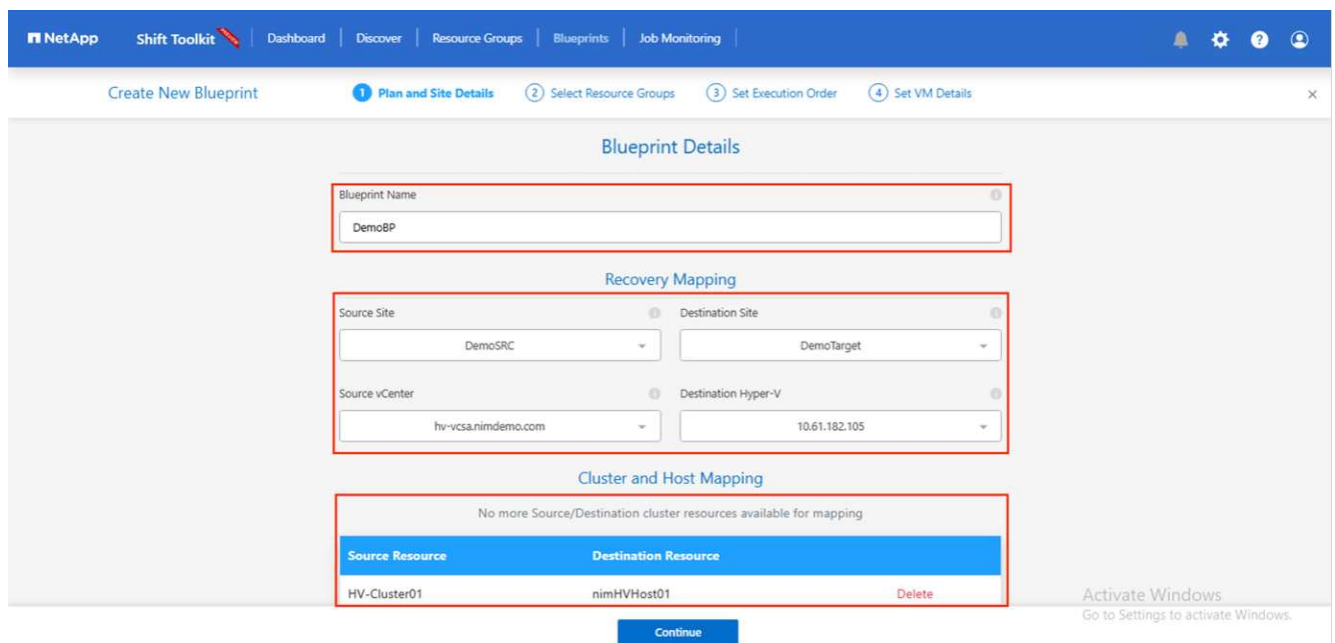 NetApp Shift Toolkit PREVIEW Dashboard Discover Resource Groups Blueprints Job Monitoring
Create New Blueprint 1 Plan and Site Details 2 Select Resource Groups 3 Set Execution Order 4 Set VM Details
Blueprint Details
Blueprint Name
DemoBP
Recovery Mapping
Source Site Destination Site
DemoSRC DemoTarget
Source vCenter Destination Hyper-V
hv-vcsa.nimdemo.com 10.61.182.105
Cluster and Host Mapping
No more Source/Destination cluster resources available for mapping
Source Resource Destination Resource
HV-Cluster01 nimHVHost01 Delete
Activate Windows
Go to Settings to activate Windows.
Continue